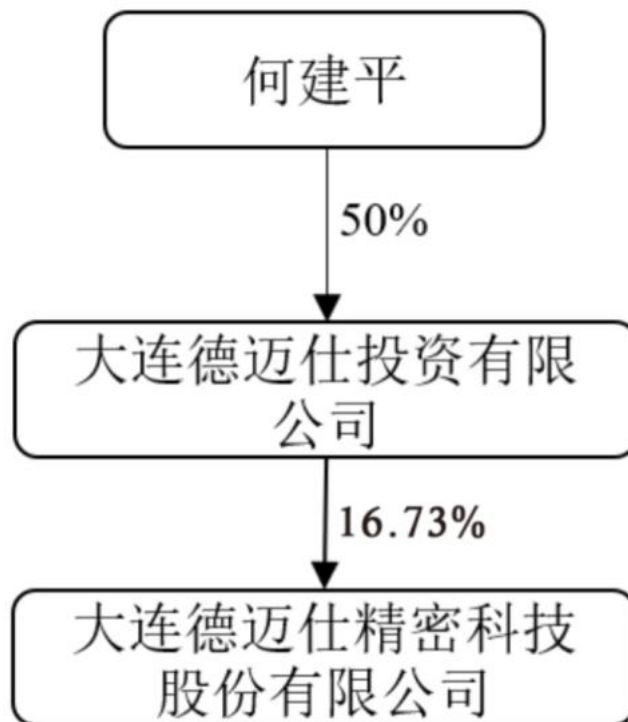 何建平
50%
大连德迈仕投资有限
公司
16.73%
大连德迈仕精密科技
股份有限公司